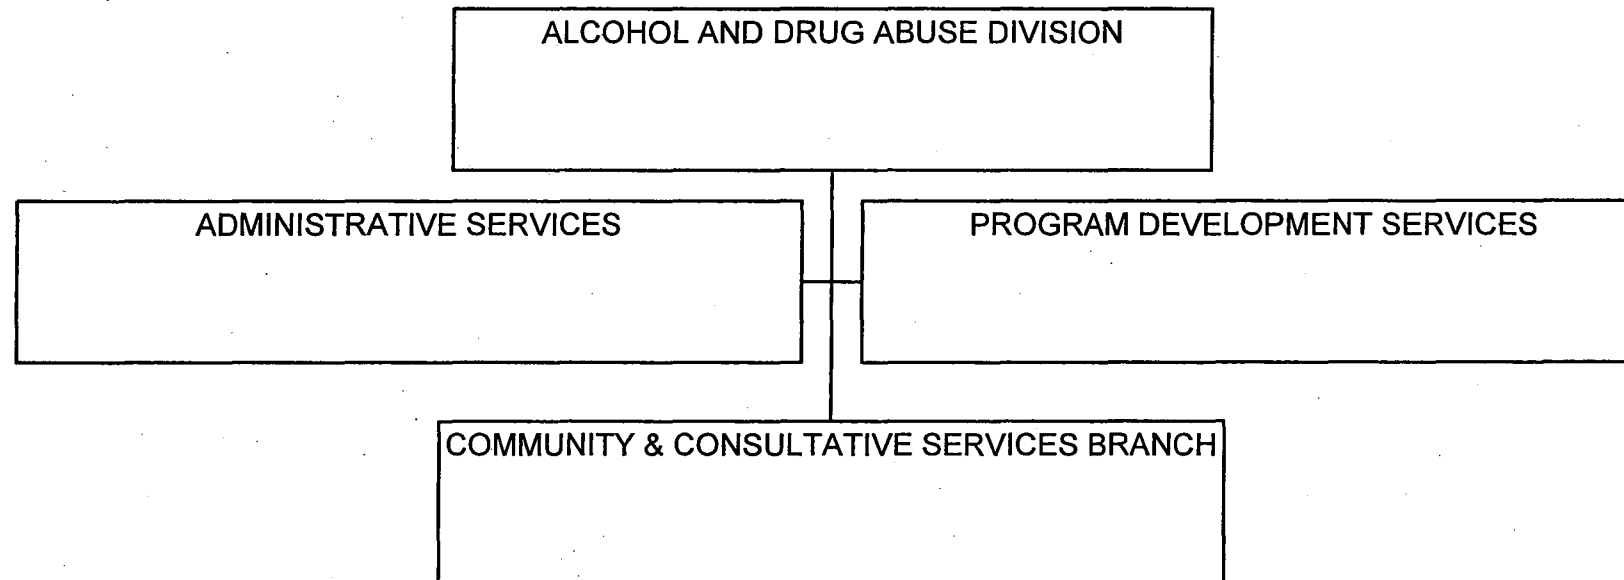 ALCOHOL AND DRUG ABUSE DIVISION
ADMINISTRATIVE SERVICES
PROGRAM DEVELOPMENT SERVICES
COMMUNITY & CONSULTATIVE SERVICES BRANCH